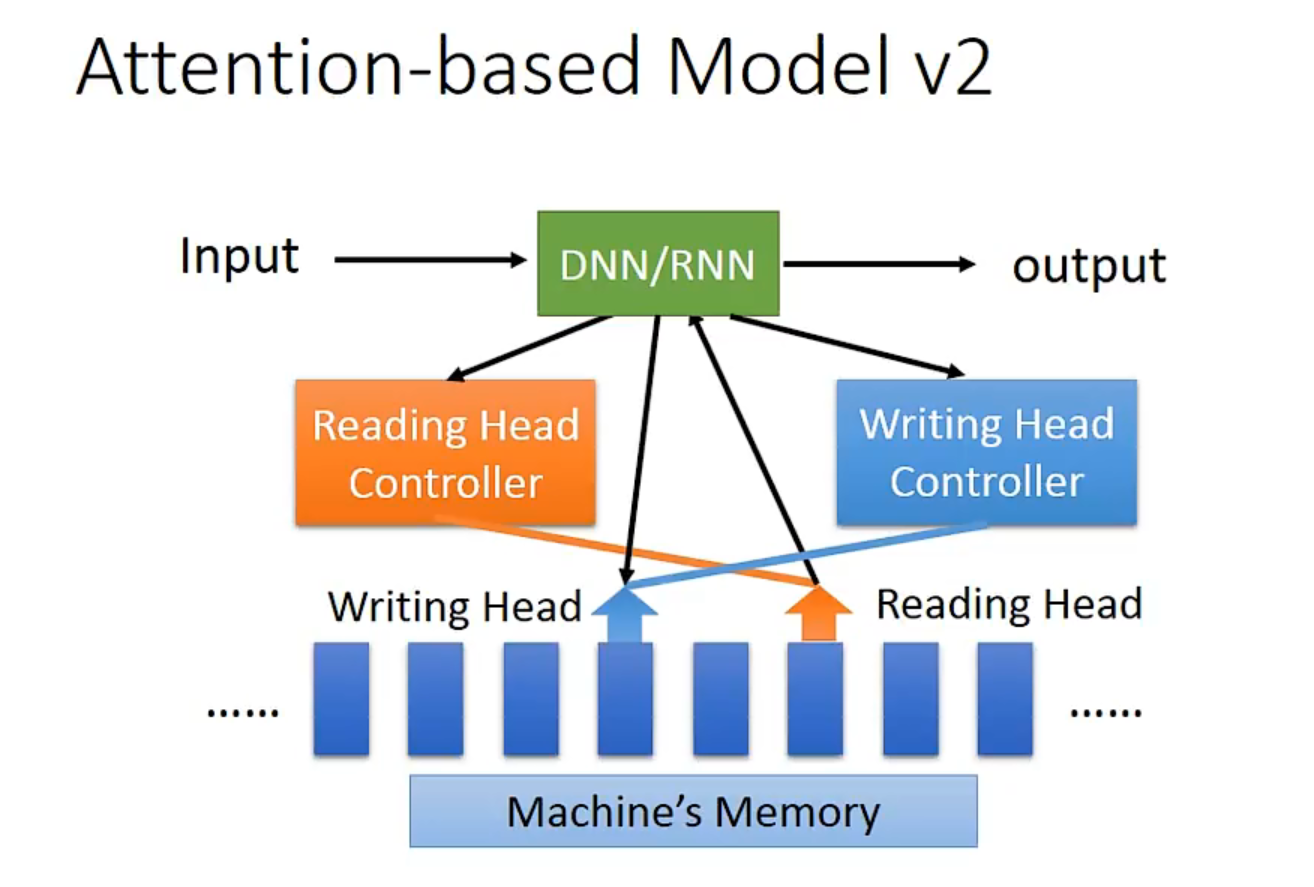 Attention-based Model v2
Input
DNN/RNN
output
Reading Head
Controller
Writing Head
Controller
Writing Head
Reading Head
……
……
Machine’s Memory